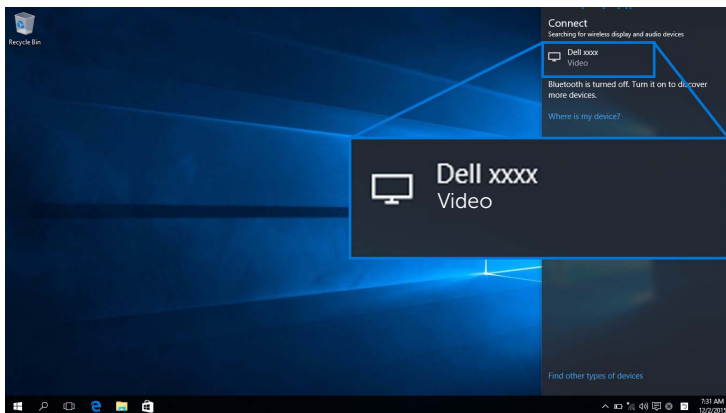 Recycle Bin
Connect
Searching for wireless display and audio devices
Dell xxxx
Video
Bluetooth is turned off. Turn it on to discover
more devices.
Where is my device?
Dell xxxx
Video
Find other types of devices
7:31 AM